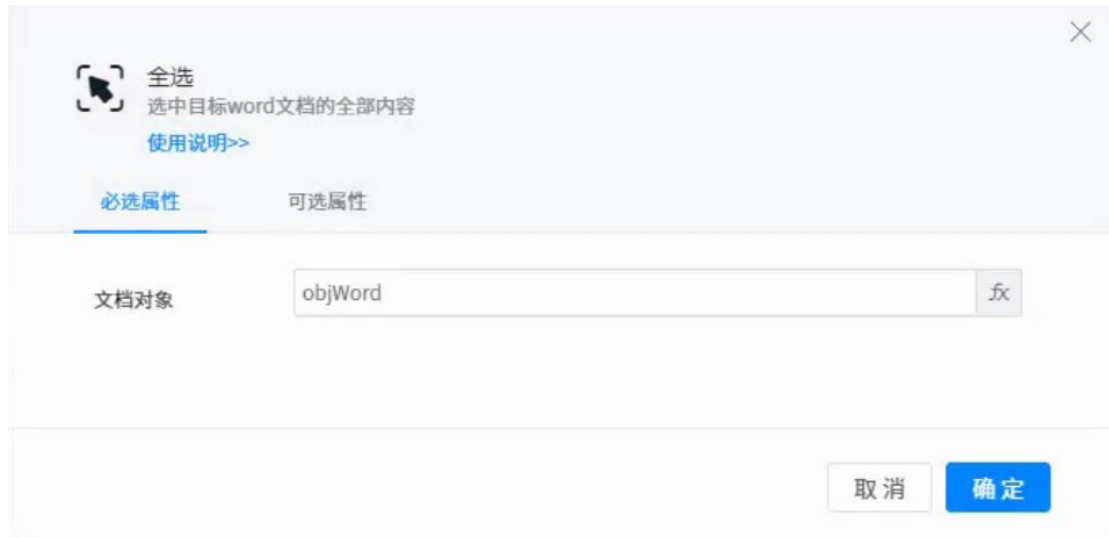 全选
选中目标word文档的全部内容
使用说明>>
必选属性 可选属性
文档对象 objWord fx
取消 确定